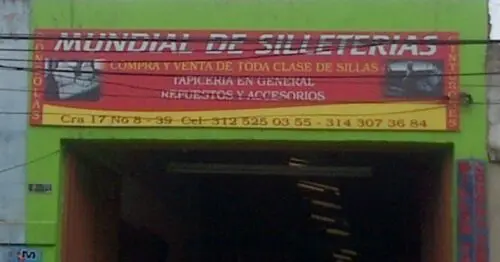 MUNDIAL DE SILLETERIAS
COMPRA Y VENTA DE TODA CLASE DE SILLAS
TAPICERIA EN GENERAL
REPUESTOS Y ACCESORIOS
Cra 17 No 8 - 39 Cel: 312 525 03 55 - 314 307 36 84